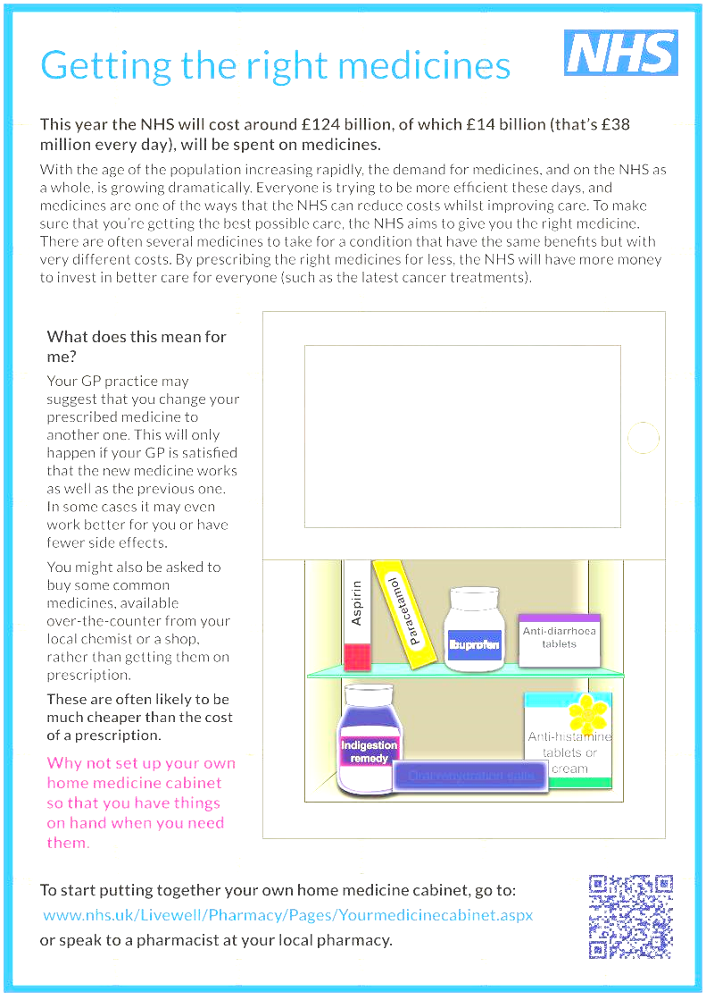 Getting the right medicines
NHS
This year the NHS will cost around £124 billion, of which £14 billion (that's £38
million every day), will be spent on medicines.
With the age of the population increasing rapidly, the demand for medicines, and on the NHS as
a whole, is growing dramatically. Everyone is trying to be more efficient these days, and
medicines are one of the ways that the NHS can reduce costs whilst improving care. To make
sure that you're getting the best possible care, the NHS aims to give you the right medicine.
There are often several medicines to take for a condition that have the same benefits but with
very different costs. By prescribing the right medicines for less, the NHS will have more money
to invest in better care for everyone (such as the latest cancer treatments).
What does this mean for
me?
Your GP practice may
suggest that you change your
prescribed medicine to
another one. This will only
happen if your GP is satisfied
that the new medicine works
as well as the previous one.
In some cases it may even
work better for you or have
fewer side effects.
You might also be asked to
buy some common
medicines, available
over-the-counter from your
local chemist or a shop,
rather than getting them on
prescription.
These are often likely to be
much cheaper than the cost
of a prescription.
Why not set up your own
home medicine cabinet
so that you have things
on hand when you need
them.
Aspirin
Paracetamol
Ibuprofen
Anti-diarrhoea
tablets
Indigestion
remedy
Oral rehydration salts
Anti-histamine
tablets or
cream
To start putting together your own home medicine cabinet, go to:
www.nhs.uk/Livewell/Pharmacy/Pages/Yourmedicinecabinet.aspx
or speak to a pharmacist at your local pharmacy.